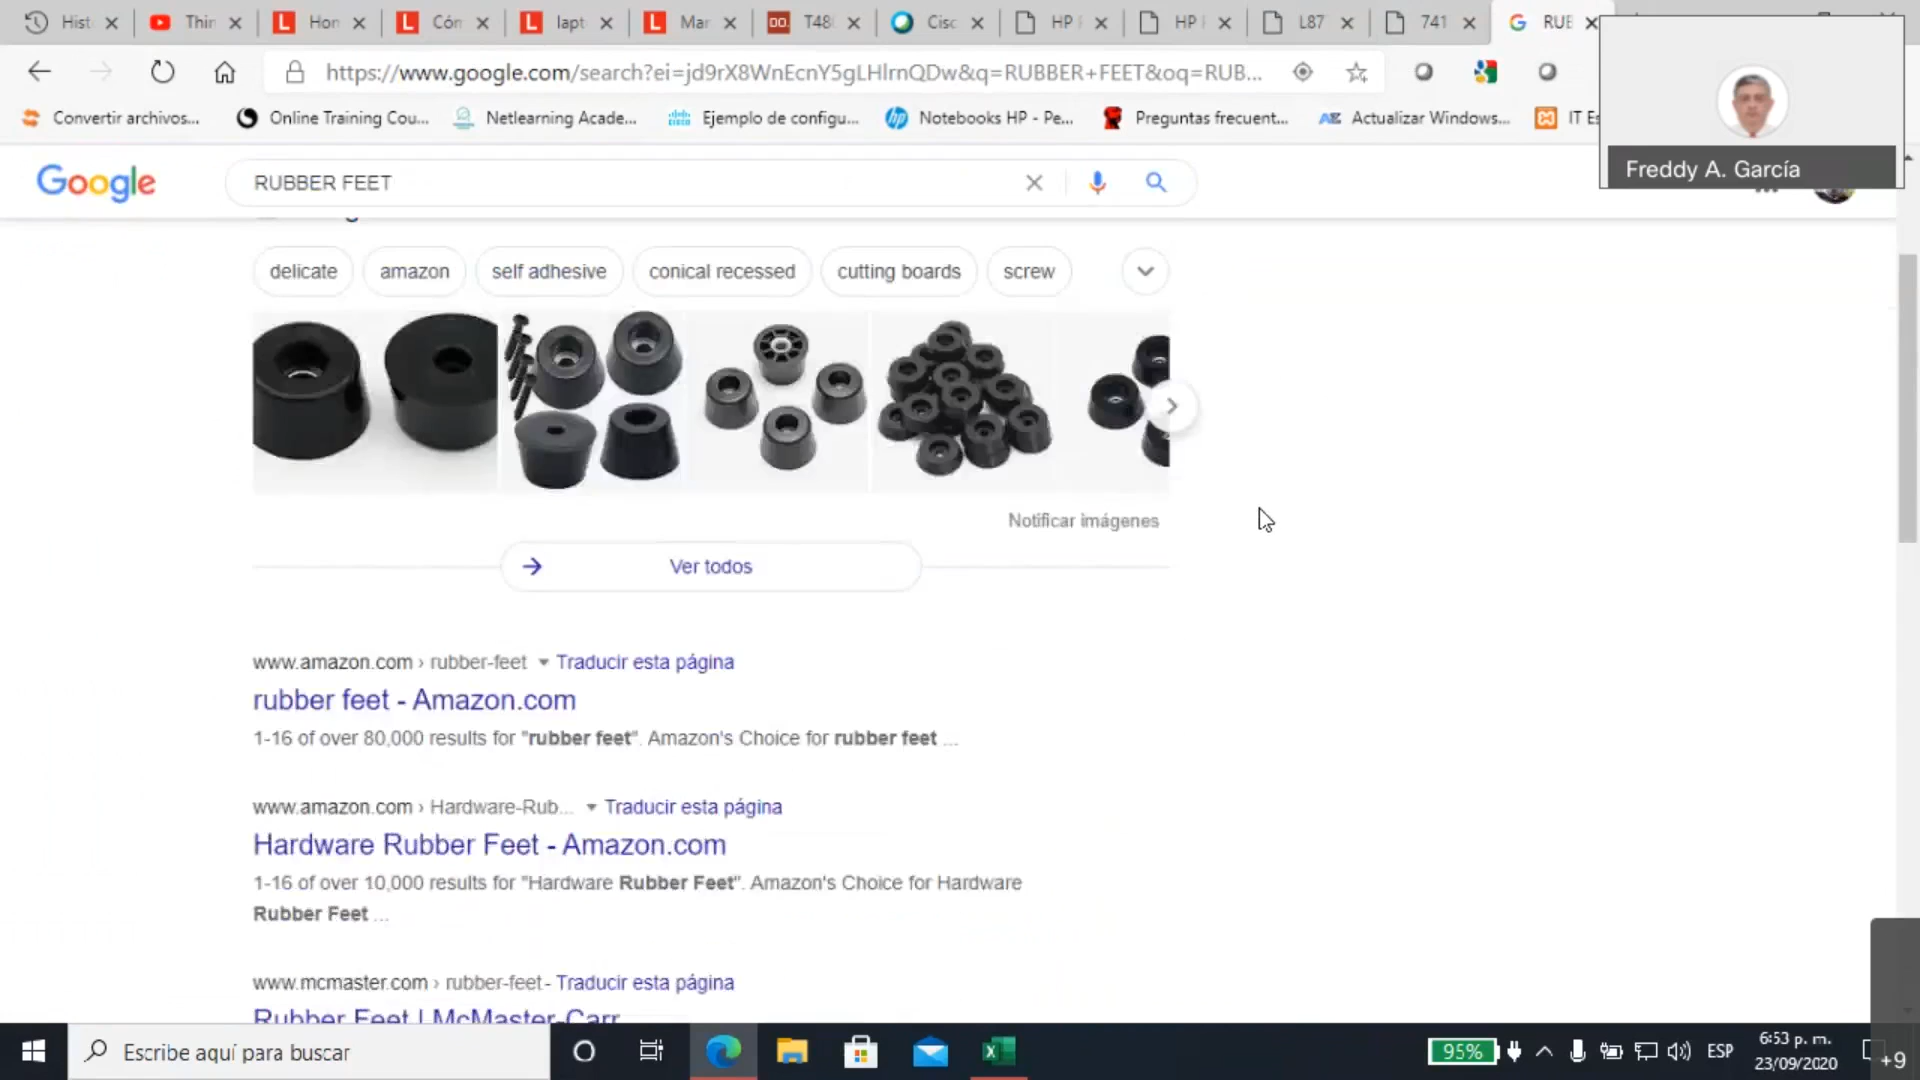 Hist
Thin
Hon
Cón
lapt
Mar
T48
Cisc
HP
HP
L87
741
RUE
https://www.google.com/search?ei=jd9rX8WnEcnY5gLHlrnQDw&q=RUBBER+FEET&oq=RUB...
Convertir archivos...
Online Training Cou...
Netlearning Acade...
Ejemplo de configu...
Notebooks HP - Pe...
Preguntas frecuent...
Actualizar Windows...
IT Es
Freddy A. García
Google
RUBBER FEET
delicate
amazon
self adhesive
conical recessed
cutting boards
screw
Notificar imágenes
Ver todos
www.amazon.com › rubber-feet Traducir esta página
rubber feet - Amazon.com
1-16 of over 80,000 results for "rubber feet". Amazon's Choice for rubber feet ...
www.amazon.com › Hardware-Rub... Traducir esta página
Hardware Rubber Feet - Amazon.com
1-16 of over 10,000 results for "Hardware Rubber Feet". Amazon's Choice for Hardware
Rubber Feet ...
www.mcmaster.com › rubber-feet - Traducir esta página
Rubber Feet | McMaster-Carr
Escribe aquí para buscar
95%
ESP
6:53 p. m.
23/09/2020
+9